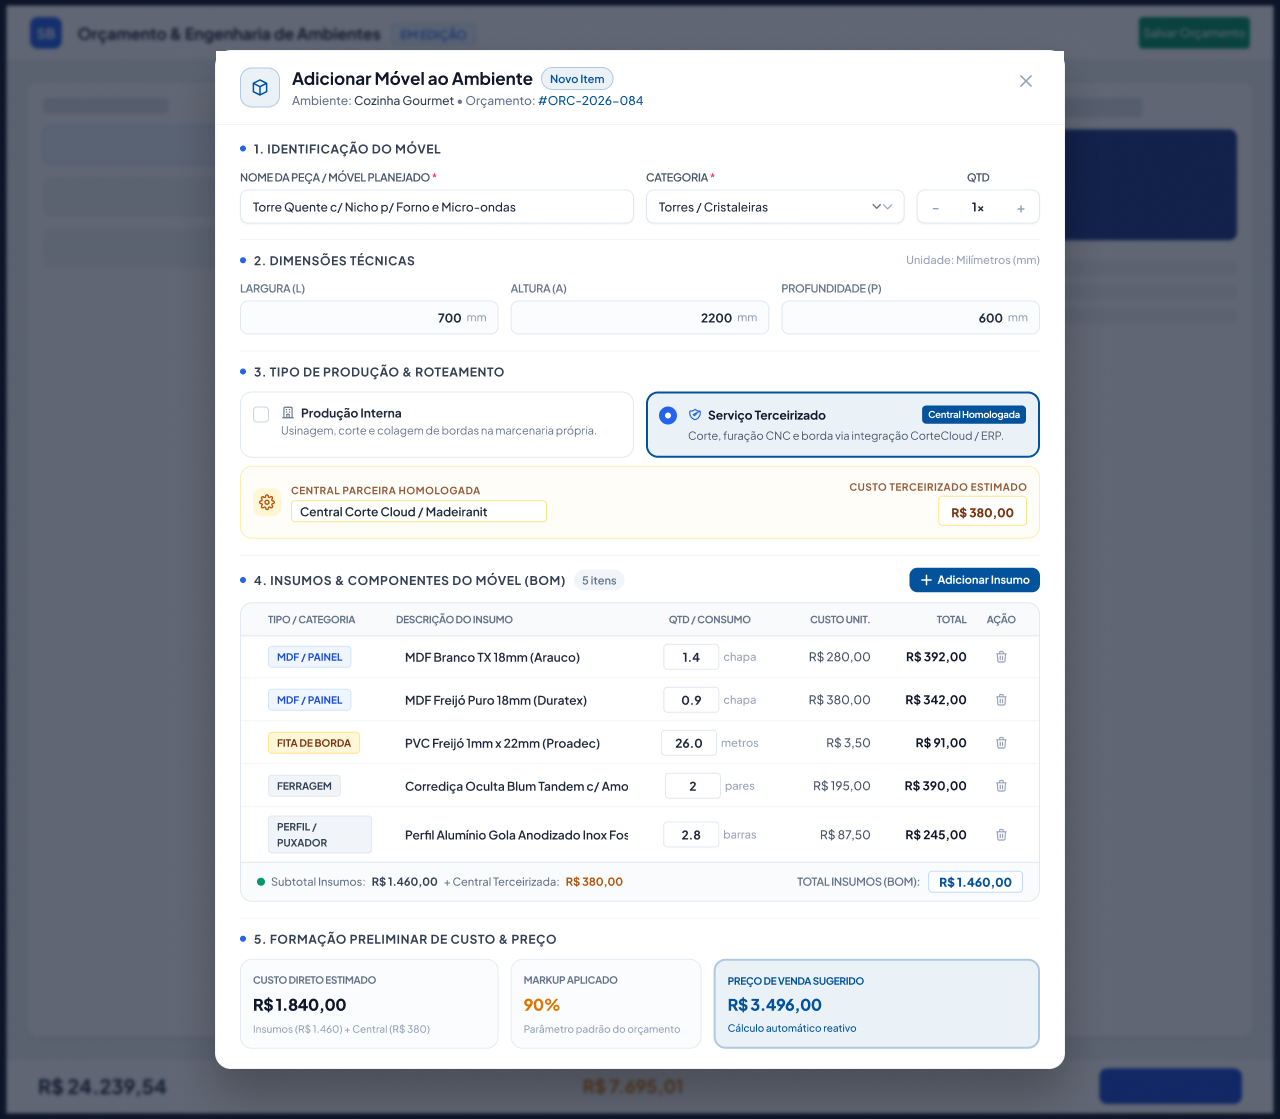 SB Orçamento & Engenharia de Ambientes EM EDIÇÃO Salvar Orçamento
Adicionar Móvel ao Ambiente Novo Item
Ambiente: Cozinha Gourmet • Orçamento: #ORC-2026-084
1. IDENTIFICAÇÃO DO MÓVEL
NOME DA PEÇA / MÓVEL PLANEJADO * CATEGORIA * QTD
Torre Quente c/ Nicho p/ Forno e Micro-ondas Torres / Cristaleiras − 1x +
2. DIMENSÕES TÉCNICAS Unidade: Milímetros (mm)
LARGURA (L) ALTURA (A) PROFUNDIDADE (P)
700 mm 2200 mm 600 mm
3. TIPO DE PRODUÇÃO & ROTEAMENTO
Produção Interna
Usinagem, corte e colagem de bordas na marcenaria própria.
Serviço Terceirizado Central Homologada
Corte, furação CNC e borda via integração CorteCloud / ERP.
CENTRAL PARCEIRA HOMOLOGADA CUSTO TERCEIRIZADO ESTIMADO
Central Corte Cloud / Madeiranit R$ 380,00
4. INSUMOS & COMPONENTES DO MÓVEL (BOM) 5 itens + Adicionar Insumo
TIPO / CATEGORIA DESCRIÇÃO DO INSUMO QTD / CONSUMO CUSTO UNIT. TOTAL AÇÃO
MDF / PAINEL MDF Branco TX 18mm (Arauco) 1.4 chapa R$ 280,00 R$ 392,00
MDF / PAINEL MDF Freijó Puro 18mm (Duratex) 0.9 chapa R$ 380,00 R$ 342,00
FITA DE BORDA PVC Freijó 1mm x 22mm (Proadec) 26.0 metros R$ 3,50 R$ 91,00
FERRAGEM Corrediça Oculta Blum Tandem c/ Amo 2 pares R$ 195,00 R$ 390,00
PERFIL / PUXADOR Perfil Alumínio Gola Anodizado Inox Fos 2.8 barras R$ 87,50 R$ 245,00
Subtotal Insumos: R$ 1.460,00 + Central Terceirizada: R$ 380,00 TOTAL INSUMOS (BOM): R$ 1.460,00
5. FORMAÇÃO PRELIMINAR DE CUSTO & PREÇO
CUSTO DIRETO ESTIMADO MARKUP APLICADO PREÇO DE VENDA SUGERIDO
R$ 1.840,00 90% R$ 3.496,00
Insumos (R$ 1.460) + Central (R$ 380) Parâmetro padrão do orçamento Cálculo automático reativo
R$ 24.239,54 R$ 7.695,01